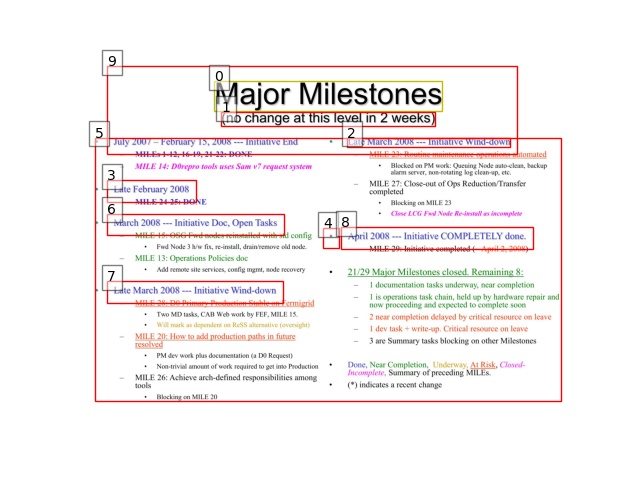 Major Milestones
(no change at this level in 2 weeks)
July 2007 – February 15, 2008 --- Initiative End
MILEs 1-12, 16-19, 21-22: DONE
MILE 14: D0repro tools uses Sam v7 request system
Late February 2008
MILE 24-25: DONE
March 2008 --- Initiative Doc, Open Tasks
MILE 15: OSG Fwd nodes reinstalled with std config
Fwd Node 3 h/w fix, re-install, drain/remove old node.
MILE 13: Operations Policies doc
Add remote site services, config mgmt, node recovery
Late March 2008 --- Initiative Wind-down
MILE 28: D0 Primary Production Stable on Fermigrid
Two MD tasks, CAB Web work by FEF, MILE 15.
Will mark as dependent on ReSS alternative (oversight)
MILE 20: How to add production paths in future
resolved
PM dev work plus documentation (a D0 Request)
Non-trivial amount of work required to get into Production
MILE 26: Achieve arch-defined responsibilities among
tools
Blocking on MILE 20
Late March 2008 --- Initiative Wind-down
MILE 23: Routine maintenance operations automated
Blocked on PM work: Queuing Node auto-clean, backup
alarm server, non-rotating log clean-up, etc.
MILE 27: Close-out of Ops Reduction/Transfer
completed
Blocking on MILE 23
Close LCG Fwd Node Re-install as incomplete
April 2008 --- Initiative COMPLETELY done.
MILE 29: Initiative completed (~ April 2, 2008)
21/29 Major Milestones closed. Remaining 8:
1 documentation tasks underway, near completion
1 is operations task chain, held up by hardware repair and
now proceeding and expected to complete soon
2 near completion delayed by critical resource on leave
1 dev task + write-up. Critical resource on leave
3 are Summary tasks blocking on other Milestones
Done, Near Completion, Underway, At Risk, Closed-
Incomplete, Summary of preceding MILEs.
(*) indicates a recent change
0
1
2
3
4
5
6
7
8
9